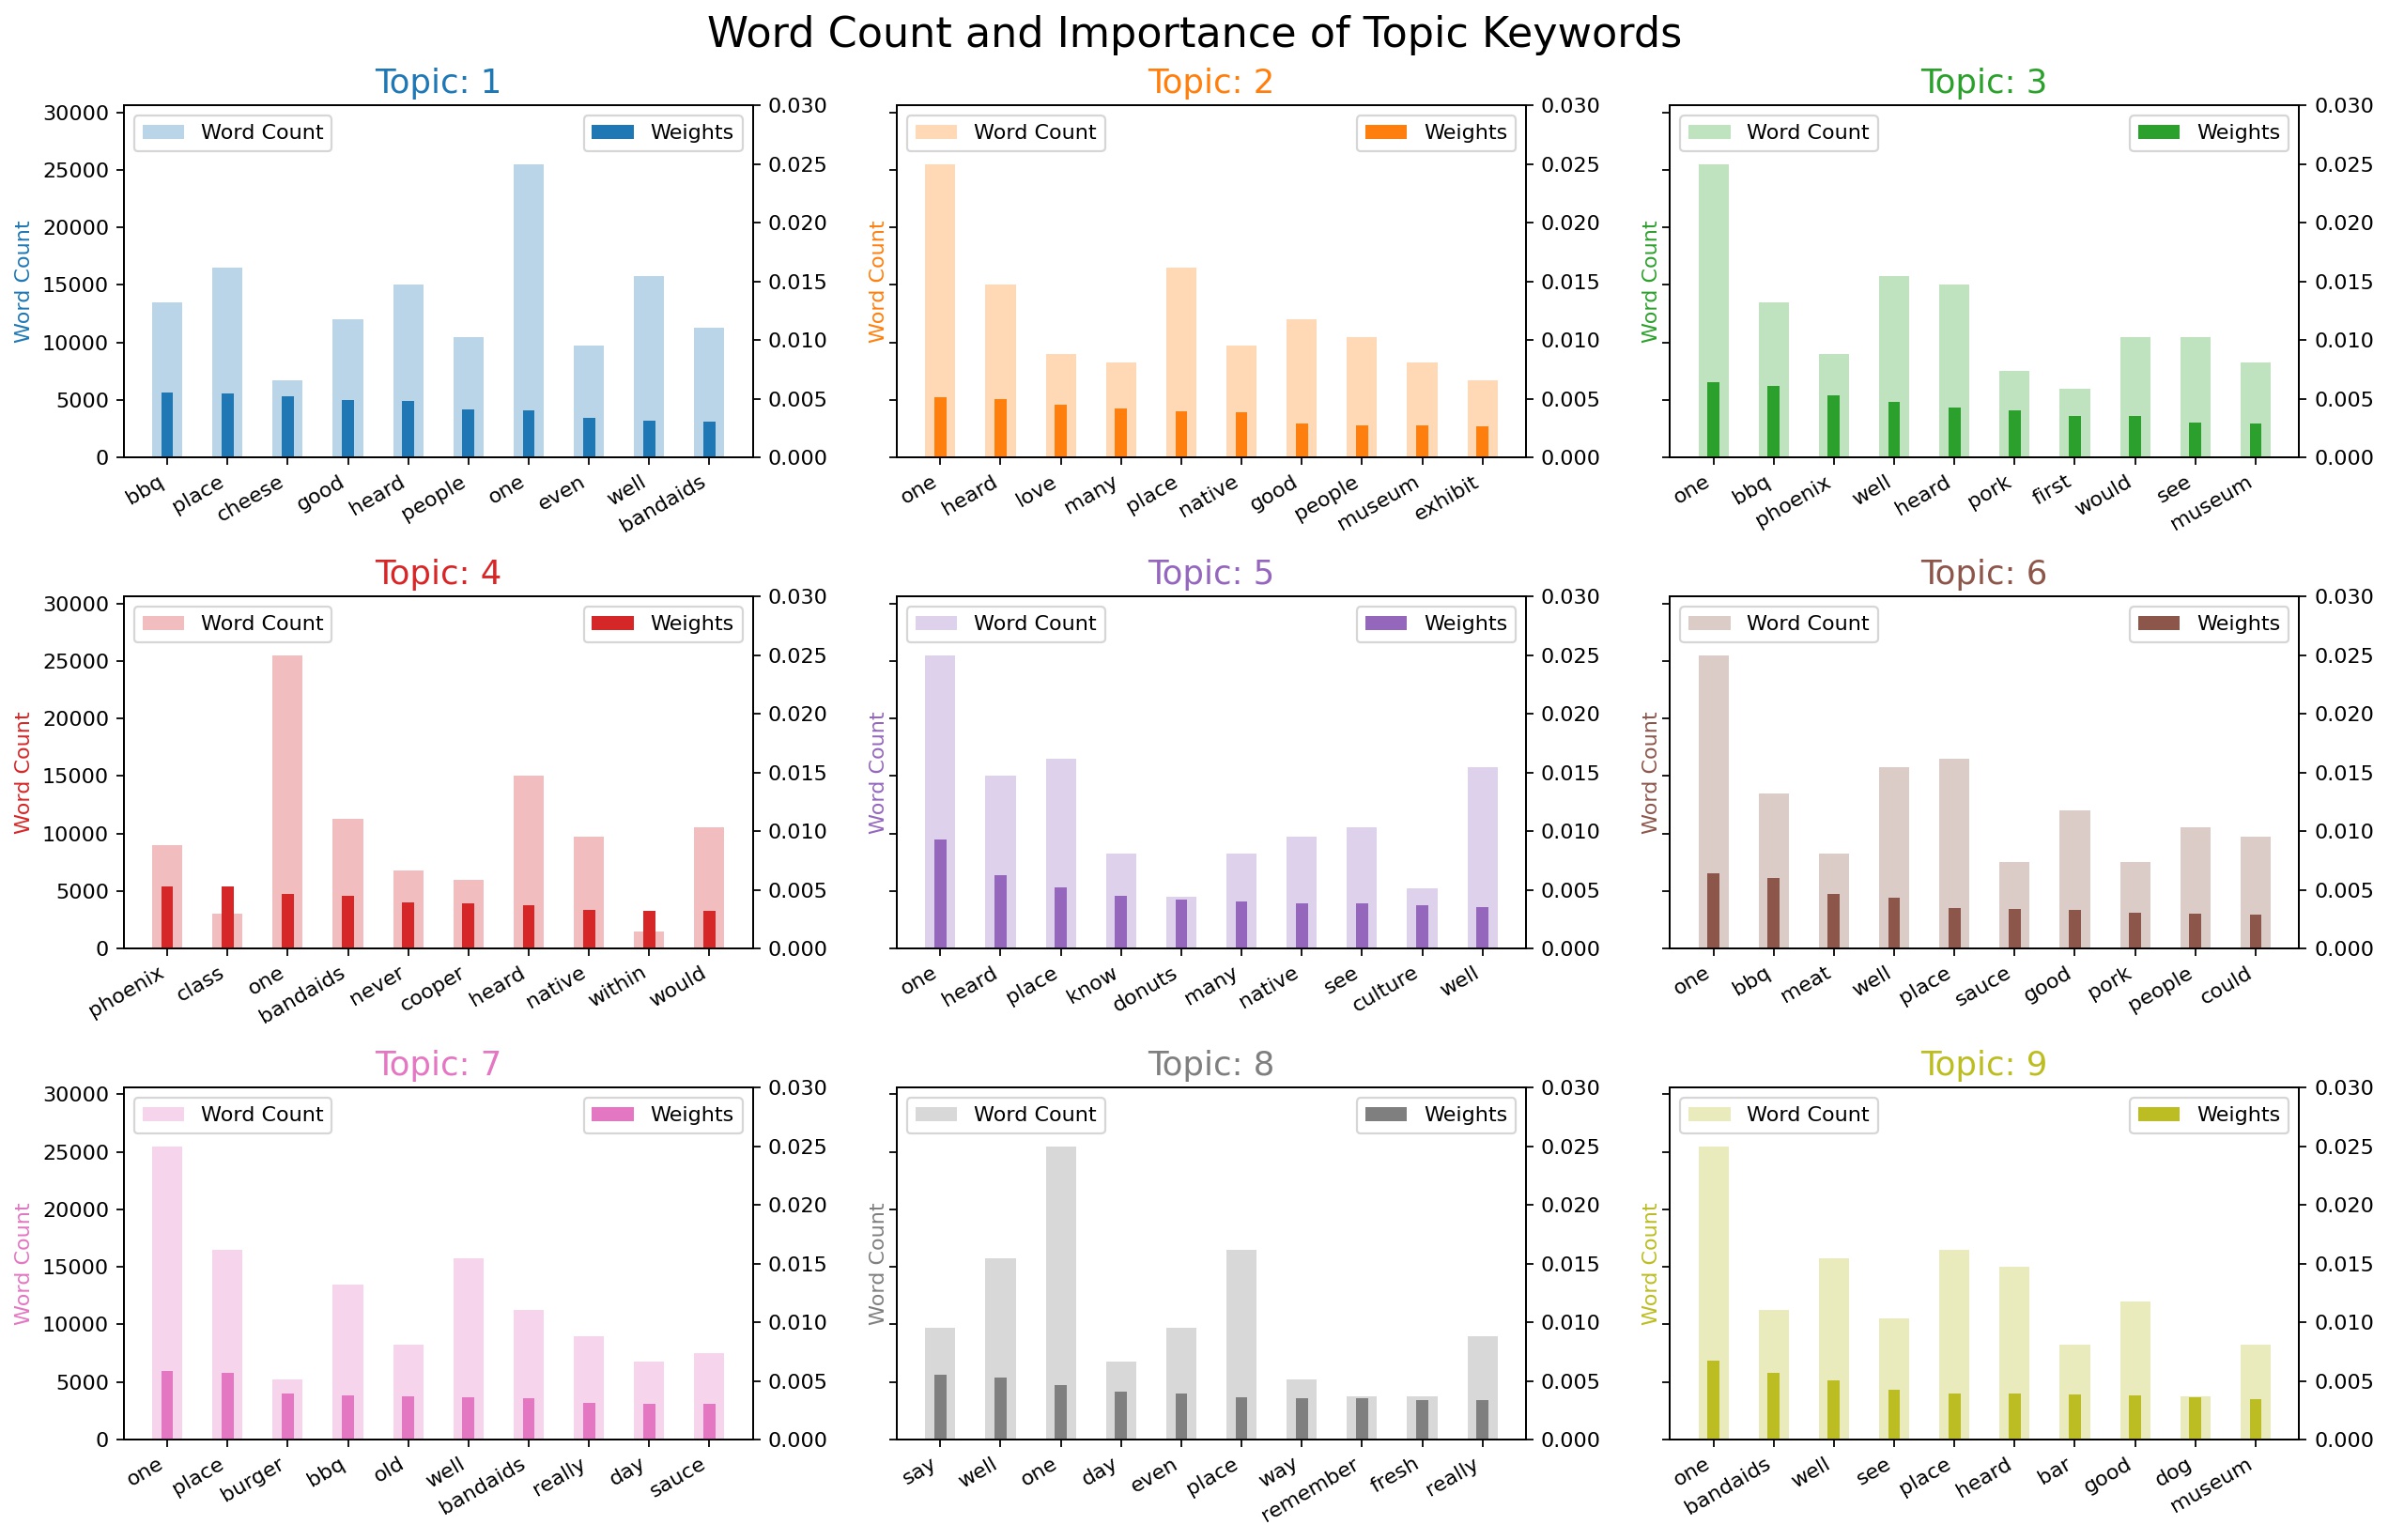 Word Count and Importance of Topic Keywords
Topic: 1
Word Count
Weights
Word Count
30000
25000
20000
15000
10000
5000
0
0.030
0.025
0.020
0.015
0.010
0.005
0.000
bbq place cheese good heard people one even well bandaids
Topic: 2
Word Count
Weights
Word Count
0.030
0.025
0.020
0.015
0.010
0.005
0.000
one heard love many place native good people museum exhibit
Topic: 3
Word Count
Weights
Word Count
0.030
0.025
0.020
0.015
0.010
0.005
0.000
one bbq phoenix well heard pork first would see museum
Topic: 4
Word Count
Weights
Word Count
30000
25000
20000
15000
10000
5000
0
0.030
0.025
0.020
0.015
0.010
0.005
0.000
phoenix class one bandaids never cooper heard native within would
Topic: 5
Word Count
Weights
Word Count
0.030
0.025
0.020
0.015
0.010
0.005
0.000
one heard place know donuts many native see culture well
Topic: 6
Word Count
Weights
Word Count
0.030
0.025
0.020
0.015
0.010
0.005
0.000
one bbq meat well place sauce good pork people could
Topic: 7
Word Count
Weights
Word Count
30000
25000
20000
15000
10000
5000
0
0.030
0.025
0.020
0.015
0.010
0.005
0.000
one place burger bbq old well bandaids really day sauce
Topic: 8
Word Count
Weights
Word Count
0.030
0.025
0.020
0.015
0.010
0.005
0.000
say well one day even place way remember fresh really
Topic: 9
Word Count
Weights
Word Count
0.030
0.025
0.020
0.015
0.010
0.005
0.000
one bandaids well see place heard bar good dog museum